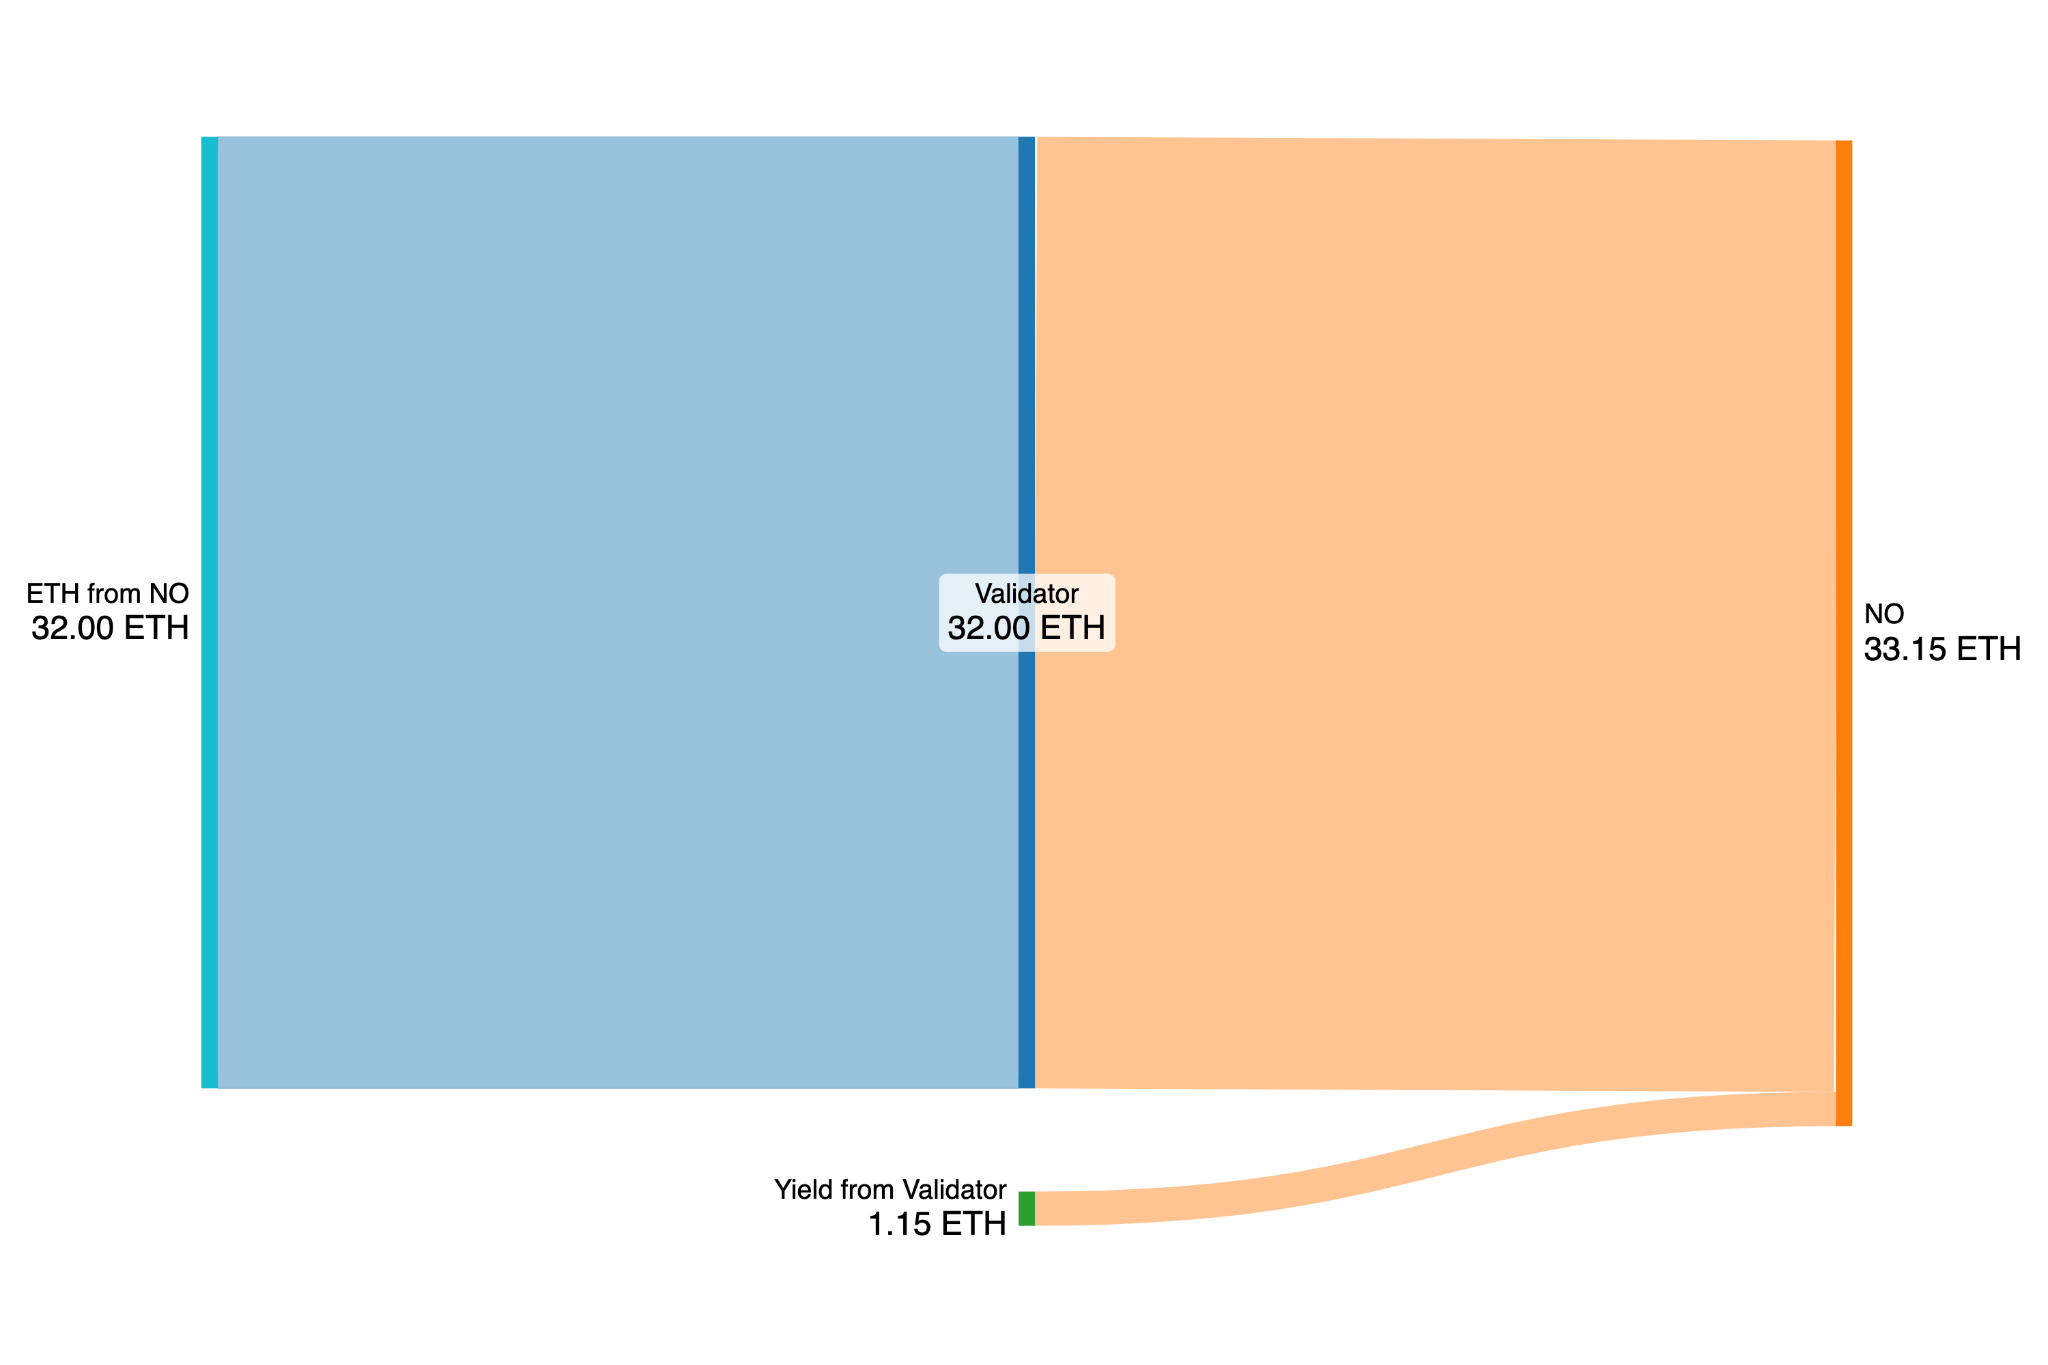 ETH from NO
32.00 ETH
Validator
32.00 ETH
NO
33.15 ETH
Yield from Validator
1.15 ETH